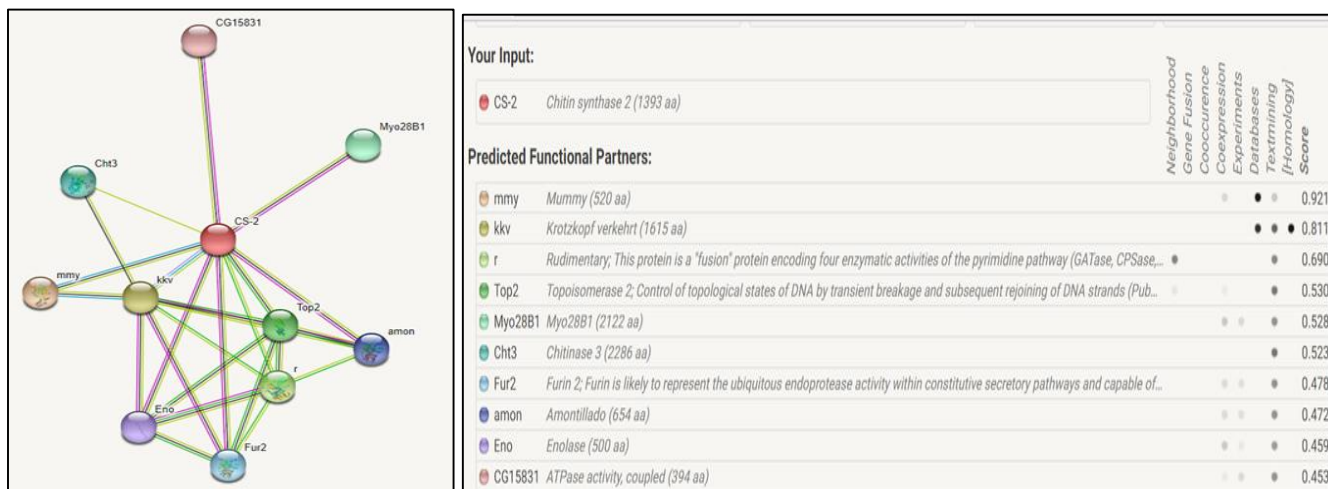 CG15831
Myo28B1
Cht3
CS-2
mmy
kkv
Top2
amon
r
Eno
Fur2
Your Input:
Neighborhood
Gene Fusion
Cooccurence
Coexpression
Experiments
Databases
Textmining
[Homology]
Score
CS-2 Chitin synthase 2 (1393 aa)
Predicted Functional Partners:
mmy Mummy (520 aa) 0.921
kkv Krotzkopf verkehrt (1615 aa) 0.811
r Rudimentary; This protein is a "fusion" protein encoding four enzymatic activities of the pyrimidine pathway (GATase, CPSase,... 0.690
Top2 Topoisomerase 2; Control of topological states of DNA by transient breakage and subsequent rejoining of DNA strands (Pub... 0.530
Myo28B1 Myo28B1 (2122 aa) 0.528
Cht3 Chitinase 3 (2286 aa) 0.523
Fur2 Furin 2; Furin is likely to represent the ubiquitous endoprotease activity within constitutive secretory pathways and capable of... 0.478
amon Amontillado (654 aa) 0.472
Eno Enolase (500 aa) 0.459
CG15831 ATPase activity, coupled (394 aa) 0.453